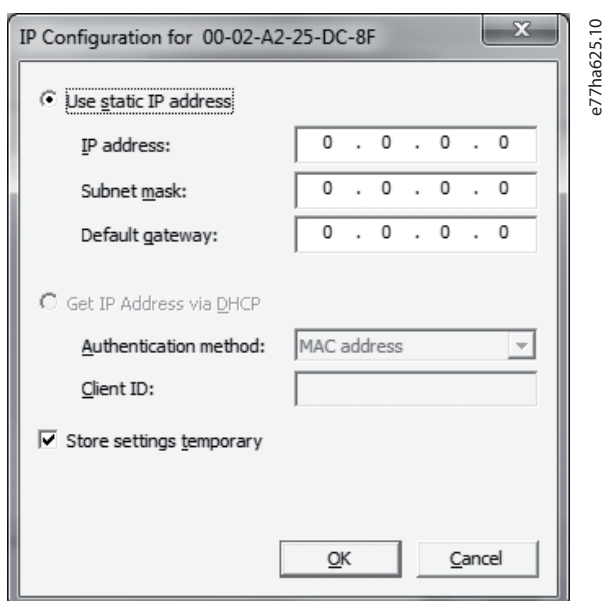 IP Configuration for 00-02-A2-25-DC-8F
x
Use static IP address
IP address: 0 . 0 . 0 . 0
Subnet mask: 0 . 0 . 0 . 0
Default gateway: 0 . 0 . 0 . 0
Get IP Address via DHCP
Authentication method: MAC address
Client ID:
Store settings temporary
OK Cancel
e77ha625.10